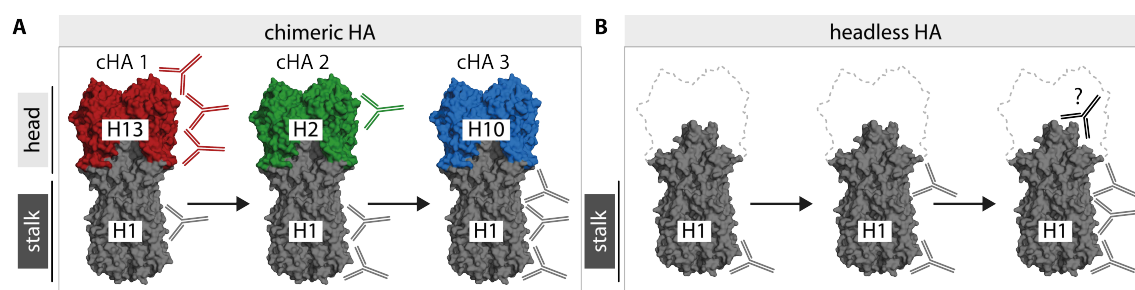 A
chimeric HA
cHA 1
cHA 2
cHA 3
head
H13
H2
H10
stalk
H1
H1
H1
B
headless HA
?
stalk
H1
H1
H1